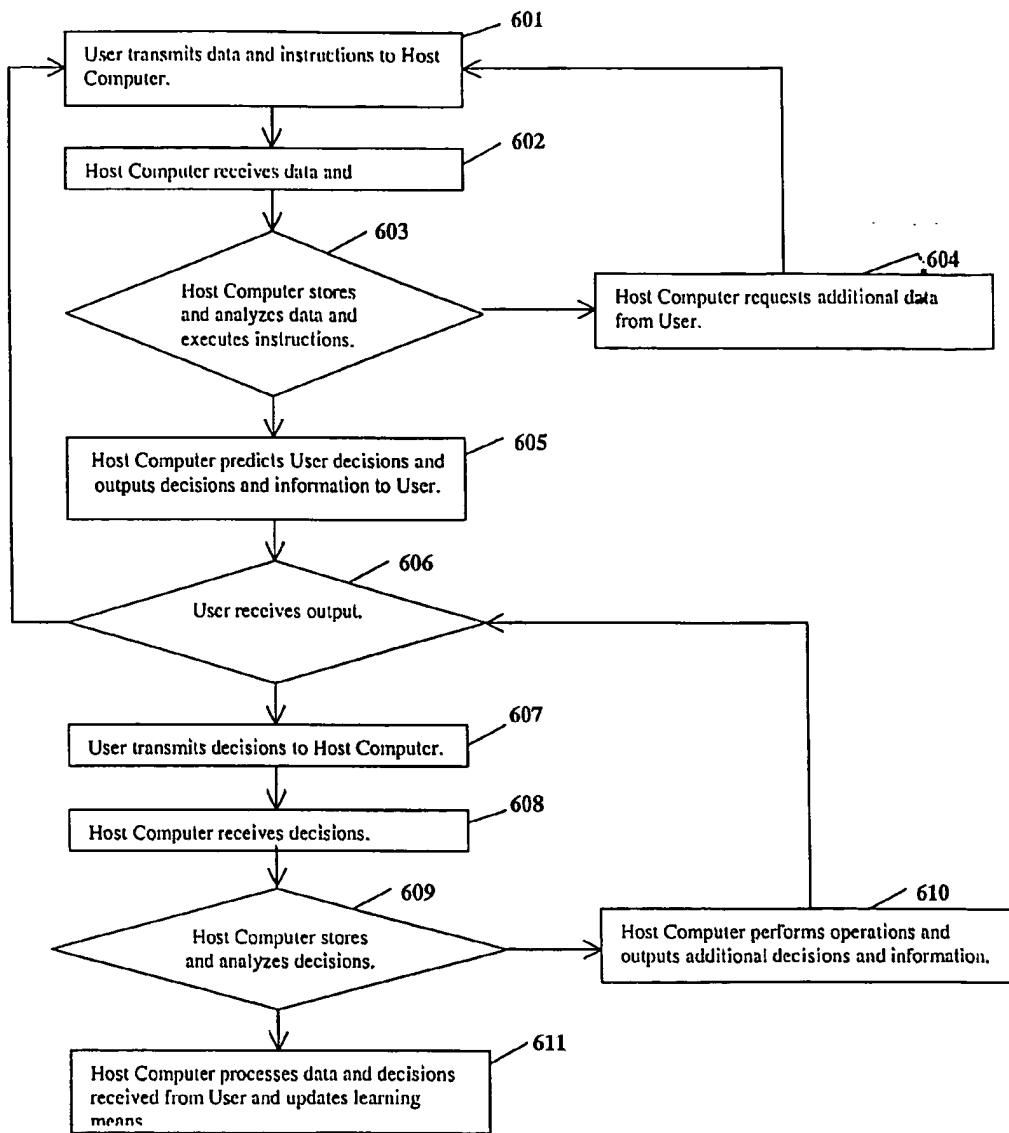 601
User transmits data and instructions to Host
Computer.
602
Host Computer receives data and
603
Host Computer stores
and analyzes data and
executes instructions.
604
Host Computer requests additional data
from User.
605
Host Computer predicts User decisions and
outputs decisions and information to User.
606
User receives output.
607
User transmits decisions to Host Computer.
608
Host Computer receives decisions.
609
Host Computer stores
and analyzes decisions.
610
Host Computer performs operations and
outputs additional decisions and information.
611
Host Computer processes data and decisions
received from User and updates learning
means